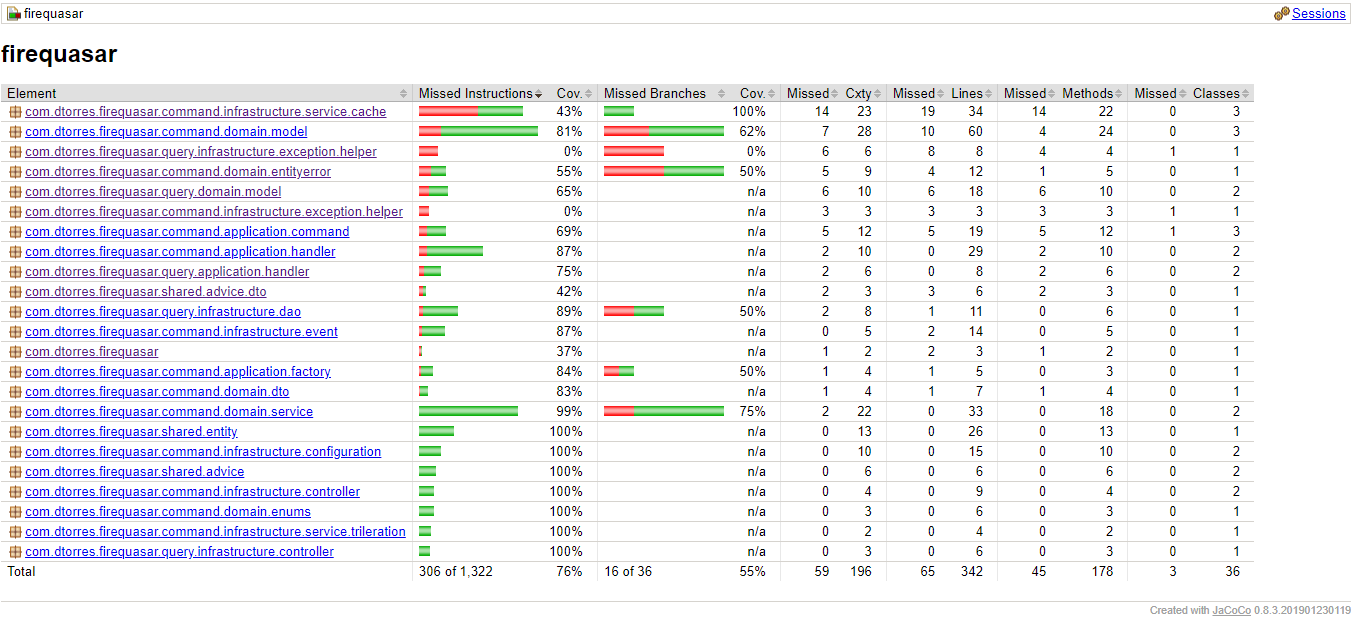 firequasar Sessions
firequasar
Element Missed Instructions Cov. Missed Branches Cov. Missed Cxty Missed Lines Missed Methods Missed Classes
com.dtorres.firequasar.command.infrastructure.service.cache 43% 100% 14 23 19 34 14 22 0 3
com.dtorres.firequasar.command.domain.model 81% 62% 7 28 10 60 4 24 0 3
com.dtorres.firequasar.query.infrastructure.exception.helper 0% 0% 6 6 8 8 4 4 1 1
com.dtorres.firequasar.command.domain.entityerror 55% 50% 5 9 4 12 1 5 0 1
com.dtorres.firequasar.query.domain.model 65% n/a 6 10 6 18 6 10 0 2
com.dtorres.firequasar.command.infrastructure.exception.helper 0% n/a 3 3 3 3 3 3 1 1
com.dtorres.firequasar.command.application.command 69% n/a 5 12 5 19 5 12 1 3
com.dtorres.firequasar.command.application.handler 87% n/a 2 10 0 29 2 10 0 2
com.dtorres.firequasar.query.application.handler 75% n/a 2 6 0 8 2 6 0 2
com.dtorres.firequasar.shared.advice.dto 42% n/a 2 3 3 6 2 3 0 1
com.dtorres.firequasar.query.infrastructure.dao 89% 50% 2 8 1 11 0 6 0 1
com.dtorres.firequasar.command.infrastructure.event 87% n/a 0 5 2 14 0 5 0 1
com.dtorres.firequasar 37% n/a 1 2 2 3 1 2 0 1
com.dtorres.firequasar.command.application.factory 84% 50% 1 4 1 5 0 3 0 1
com.dtorres.firequasar.command.domain.dto 83% n/a 1 4 1 7 1 4 0 1
com.dtorres.firequasar.command.domain.service 99% 75% 2 22 0 33 0 18 0 2
com.dtorres.firequasar.shared.entity 100% n/a 0 13 0 26 0 13 0 1
com.dtorres.firequasar.command.infrastructure.configuration 100% n/a 0 10 0 15 0 10 0 2
com.dtorres.firequasar.shared.advice 100% n/a 0 6 0 6 0 6 0 2
com.dtorres.firequasar.command.infrastructure.controller 100% n/a 0 4 0 9 0 4 0 2
com.dtorres.firequasar.command.domain.enums 100% n/a 0 3 0 6 0 3 0 1
com.dtorres.firequasar.command.infrastructure.service.trileration 100% n/a 0 2 0 4 0 2 0 1
com.dtorres.firequasar.query.infrastructure.controller 100% n/a 0 3 0 6 0 3 0 1
Total 306 of 1,322 76% 16 of 36 55% 59 196 65 342 45 178 3 36
Created with JaCoCo 0.8.3.201901230119